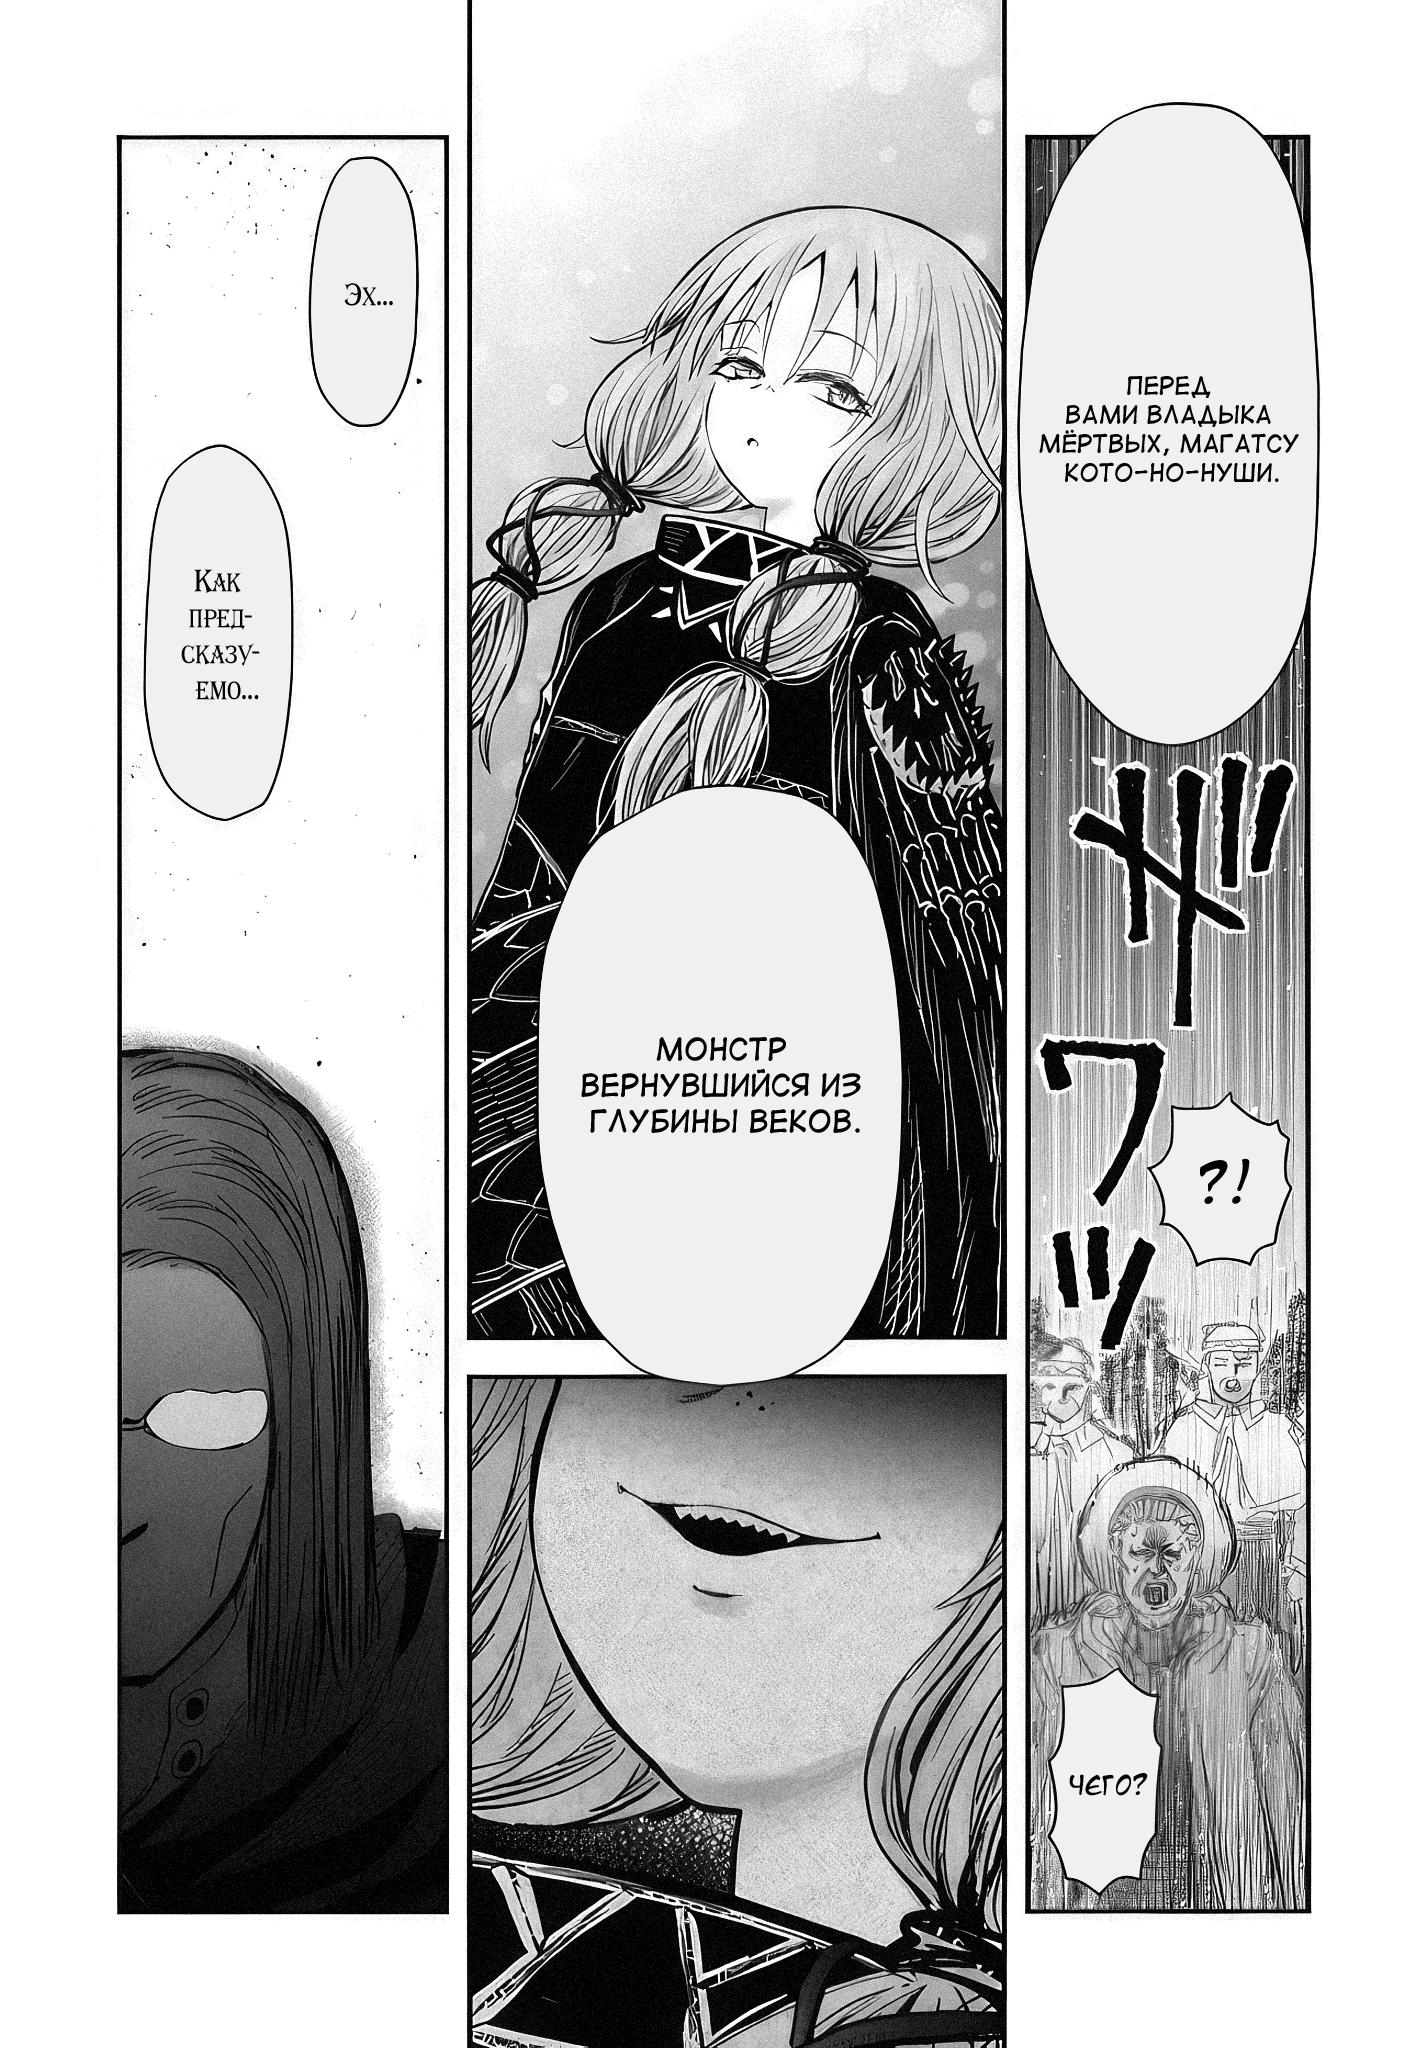 ПЕРЕД
ВАМИ ВЛАДЫКА
МЁРТВЫХ, МАГАТСУ
КОТО-НО-НУШИ.
ザワッ
?!
ЧЕГО?
МОНСТР
ВЕРНУВШИЙСЯ ИЗ
ГЛУБИНЫ ВЕКОВ.
Эх...
Как
пред-
сказу-
емо...